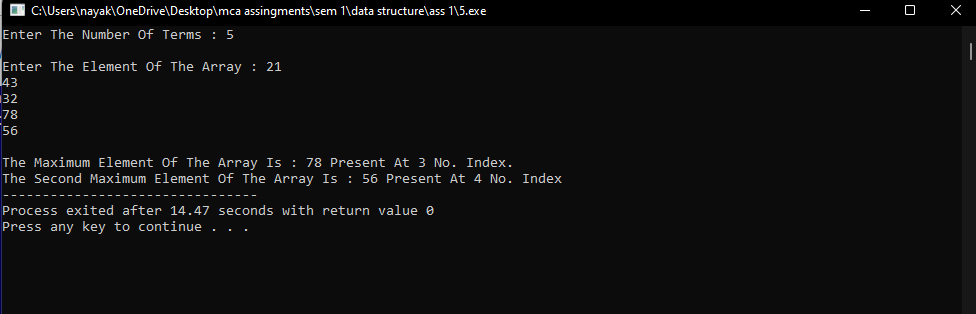 C:\Users\nayak\OneDrive\Desktop\mca assingments\sem 1\data structure\ass 1\5.exe
Enter The Number Of Terms : 5
Enter The Element Of The Array : 21
43
32
78
56
The Maximum Element Of The Array Is : 78 Present At 3 No. Index.
The Second Maximum Element Of The Array Is : 56 Present At 4 No. Index
--------------------------------
Process exited after 14.47 seconds with return value 0
Press any key to continue . . .